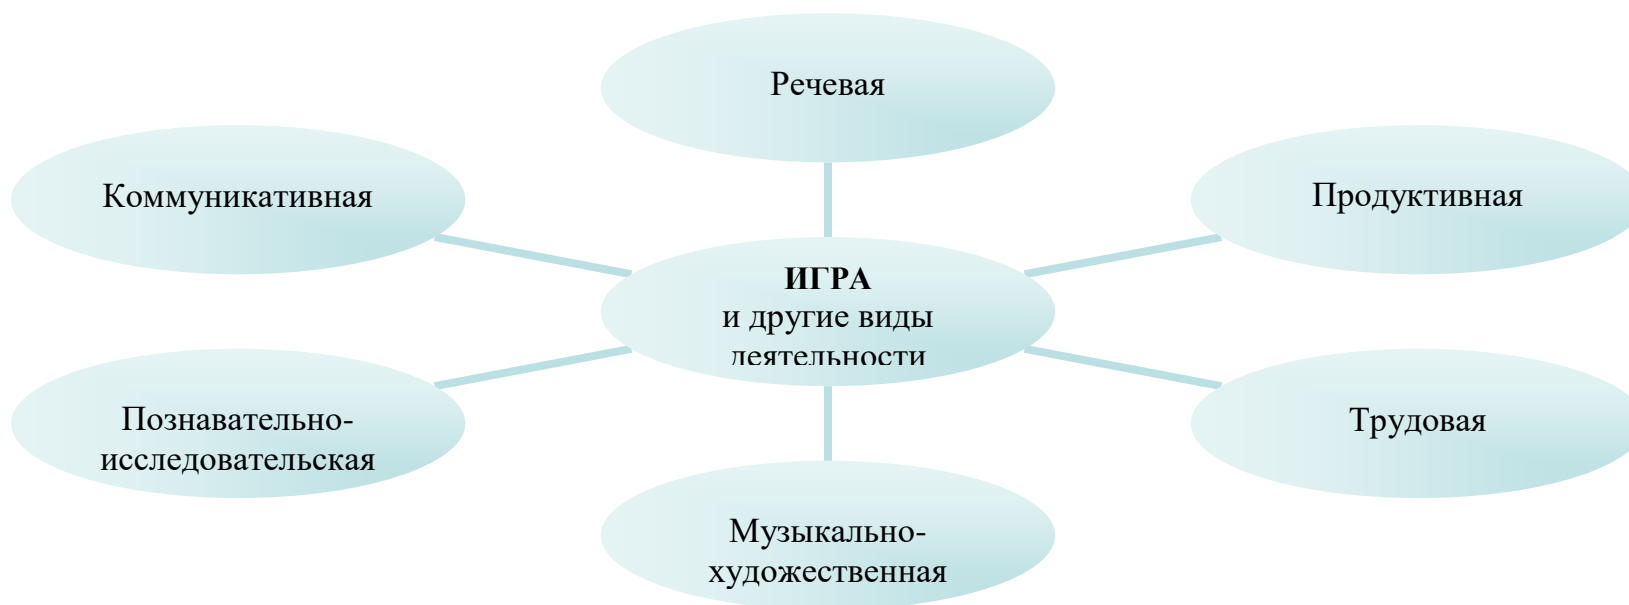 Речевая
Коммуникативная
Продуктивная
ИГРА
и другие виды
деятельности
Познавательно-
исследовательская
Трудовая
Музыкально-
художественная